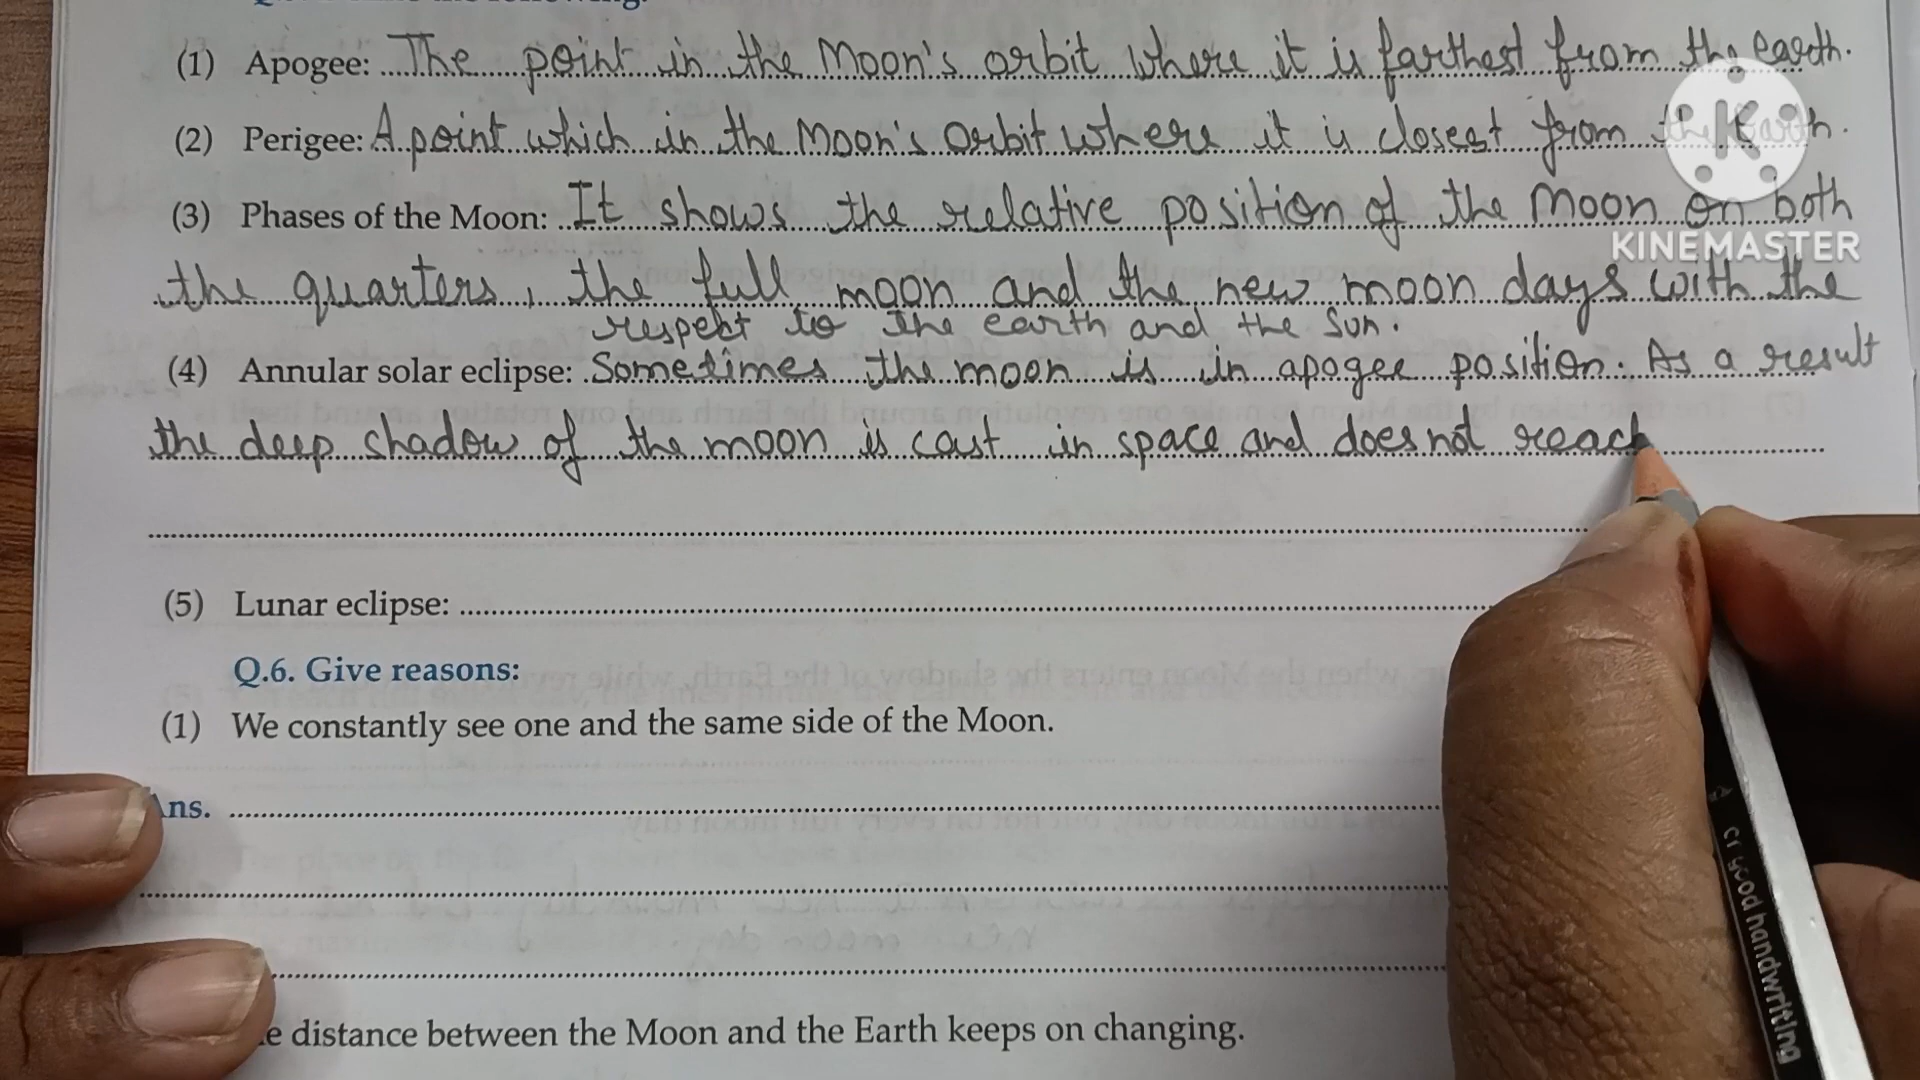 (1) Apogee: The point in the Moon's orbit where it is farthest from the earth.
(2) Perigee: A point which in the Moon's orbit where it is closest from the Earth.
(3) Phases of the Moon: It shows the relative position of the Moon on both
KINEMASTER
the quarters, the full moon and the new moon days with the
respect to the earth and the Sun.
(4) Annular solar eclipse: Sometimes the moon is in apogee position. As a result
the deep shadow of the moon is cast in space and does not reach
(5) Lunar eclipse:
Q.6. Give reasons:
(1) We constantly see one and the same side of the Moon.
Ans.
distance between the Moon and the Earth keeps on changing.
good handwriting